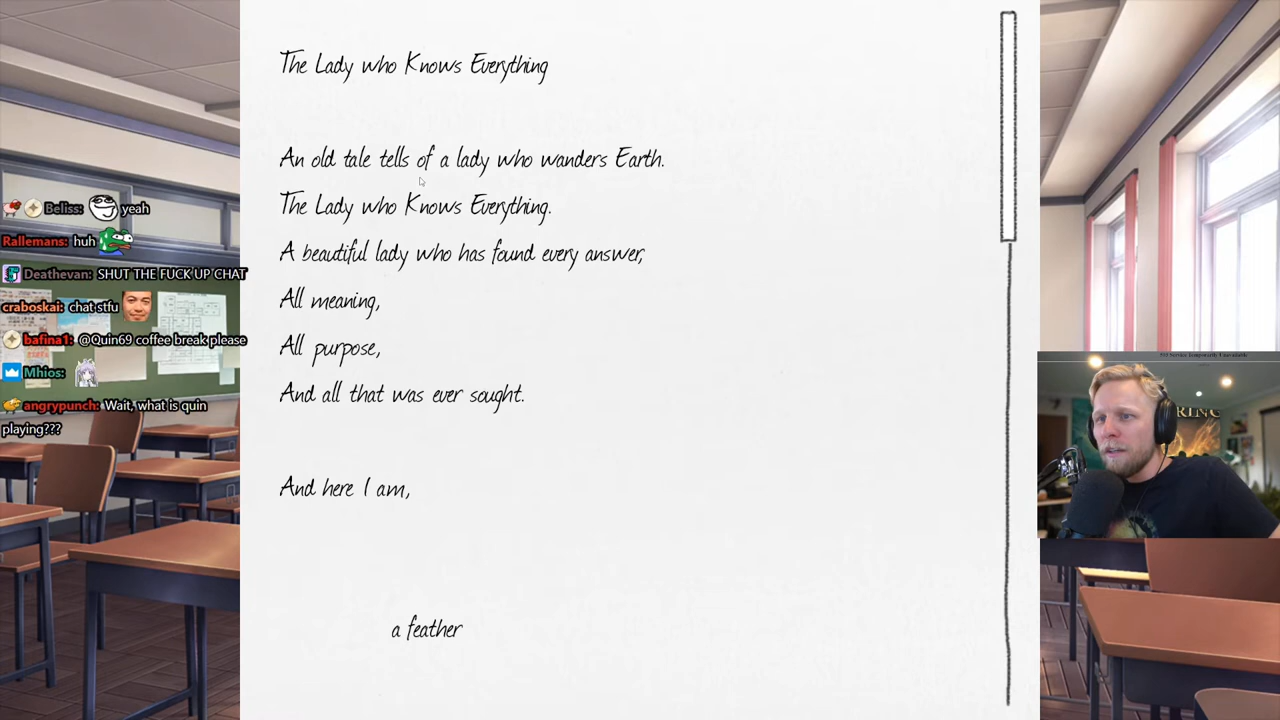 The Lady who Knows Everything
An old tale tells of a lady who wanders Earth.
The Lady who Knows Everything.
A beautiful lady who has found every answer,
All meaning,
All purpose,
And all that was ever sought.
And here I am,
a feather
Beliss: yeah
Rallemans: huh
Deathevan: SHUT THE FUCK UP CHAT
craboskai: chat stfu
bafina1: @Quin69 coffee break please
Mhios:
angrypunch: Wait, what is quin
playing???
RING